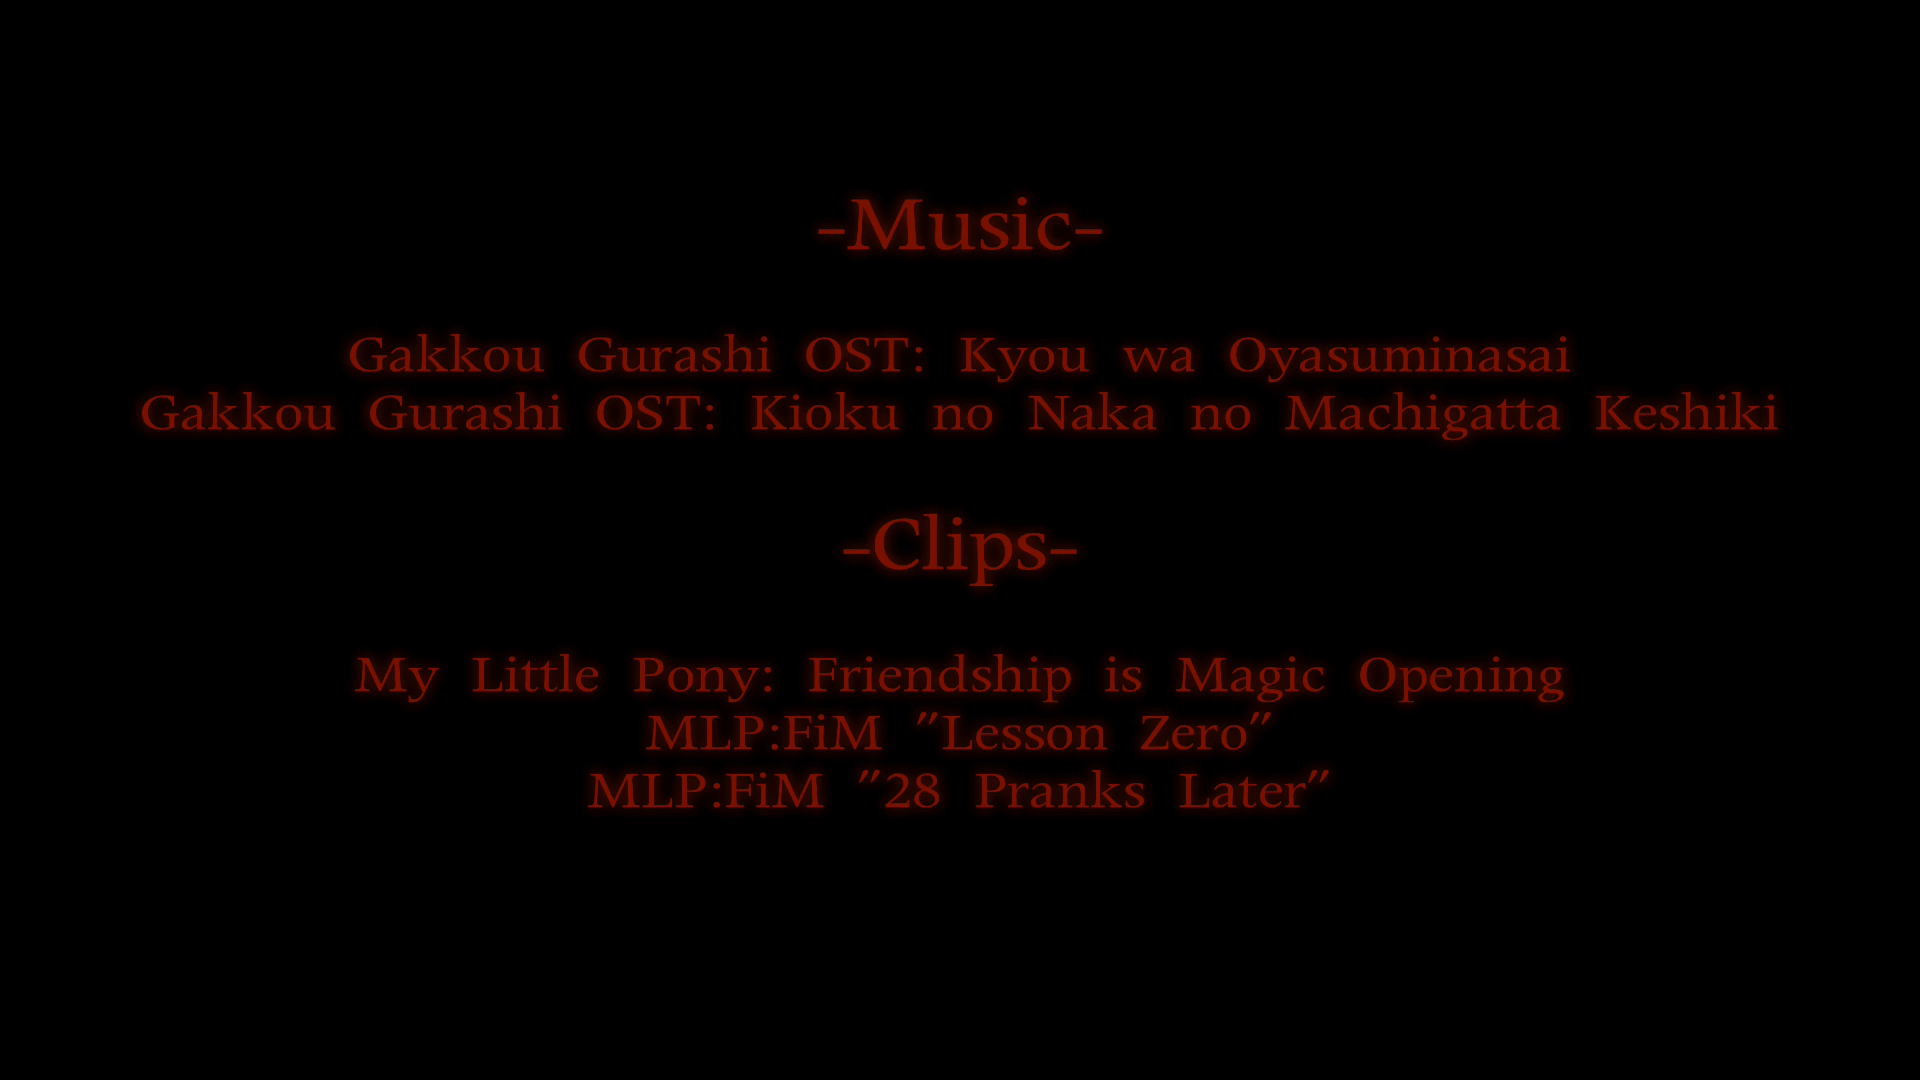 -Music-
Gakkou Gurashi OST: Kyou wa Oyasuminasai
Gakkou Gurashi OST: Kioku no Naka no Machigatta Keshiki
-Clips-
My Little Pony: Friendship is Magic Opening
MLP:FiM "Lesson Zero"
MLP:FiM "28 Pranks Later"